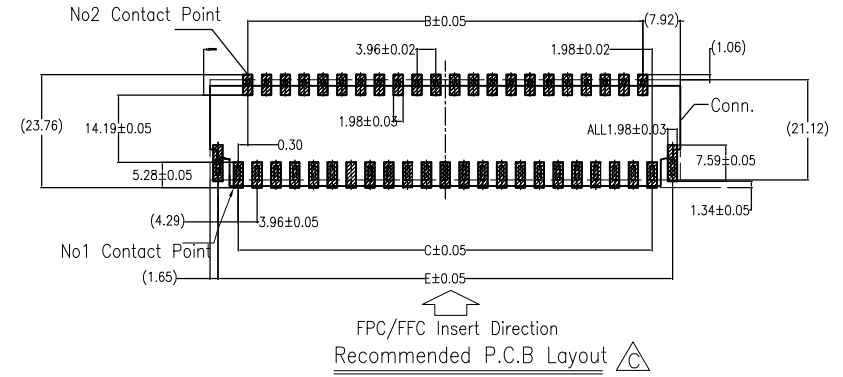 No2 Contact Point
B±0.05
(7.92)
3.96±0.02
1.98±0.02
(1.06)
(23.76)
14.19±0.05
1.98±0.03
ALL1.98±0.03
Conn.
(21.12)
0.30
7.59±0.05
5.28±0.05
(4.29)
3.96±0.05
1.34±0.05
No1 Contact Point
C±0.05
(1.65)
E±0.05
FPC/FFC Insert Direction
Recommended P.C.B Layout
C